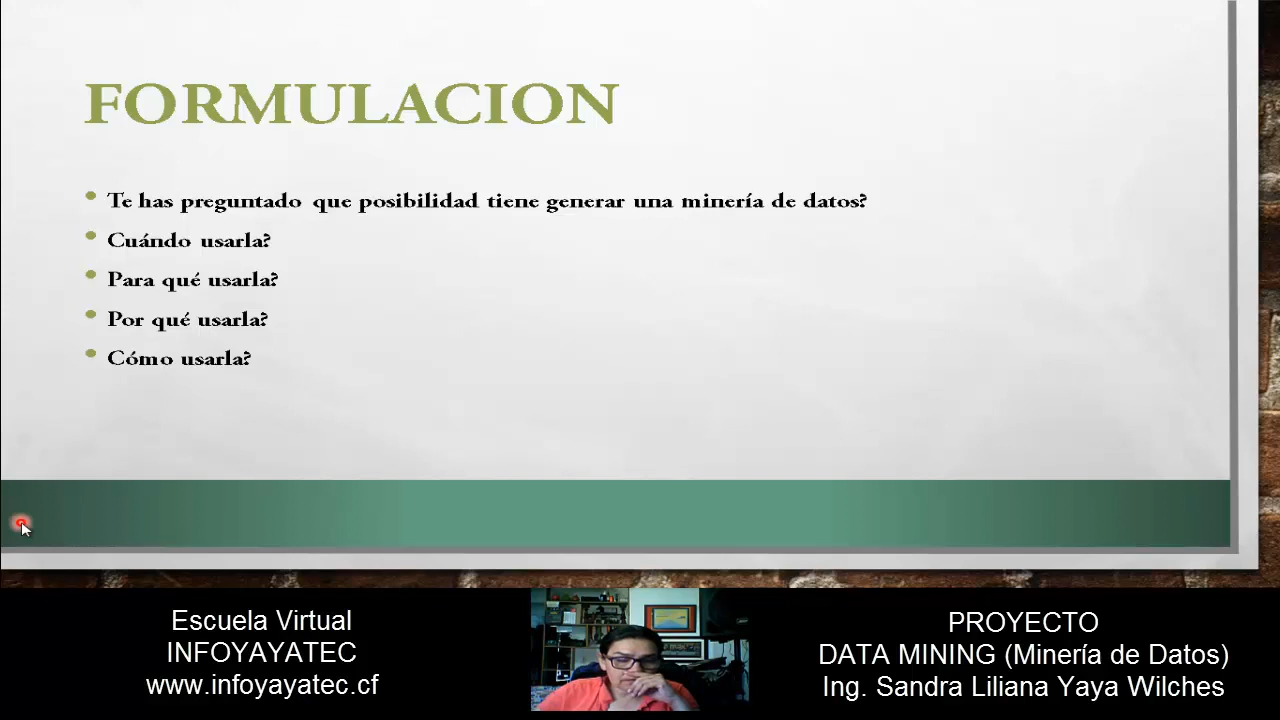 FORMULACION
Te has preguntado que posibilidad tiene generar una minería de datos?
Cuándo usarla?
Para qué usarla?
Por qué usarla?
Cómo usarla?
Escuela Virtual
INFOYAYATEC
www.infoyayatec.cf
PROYECTO
DATA MINING (Minería de Datos)
Ing. Sandra Liliana Yaya Wilches